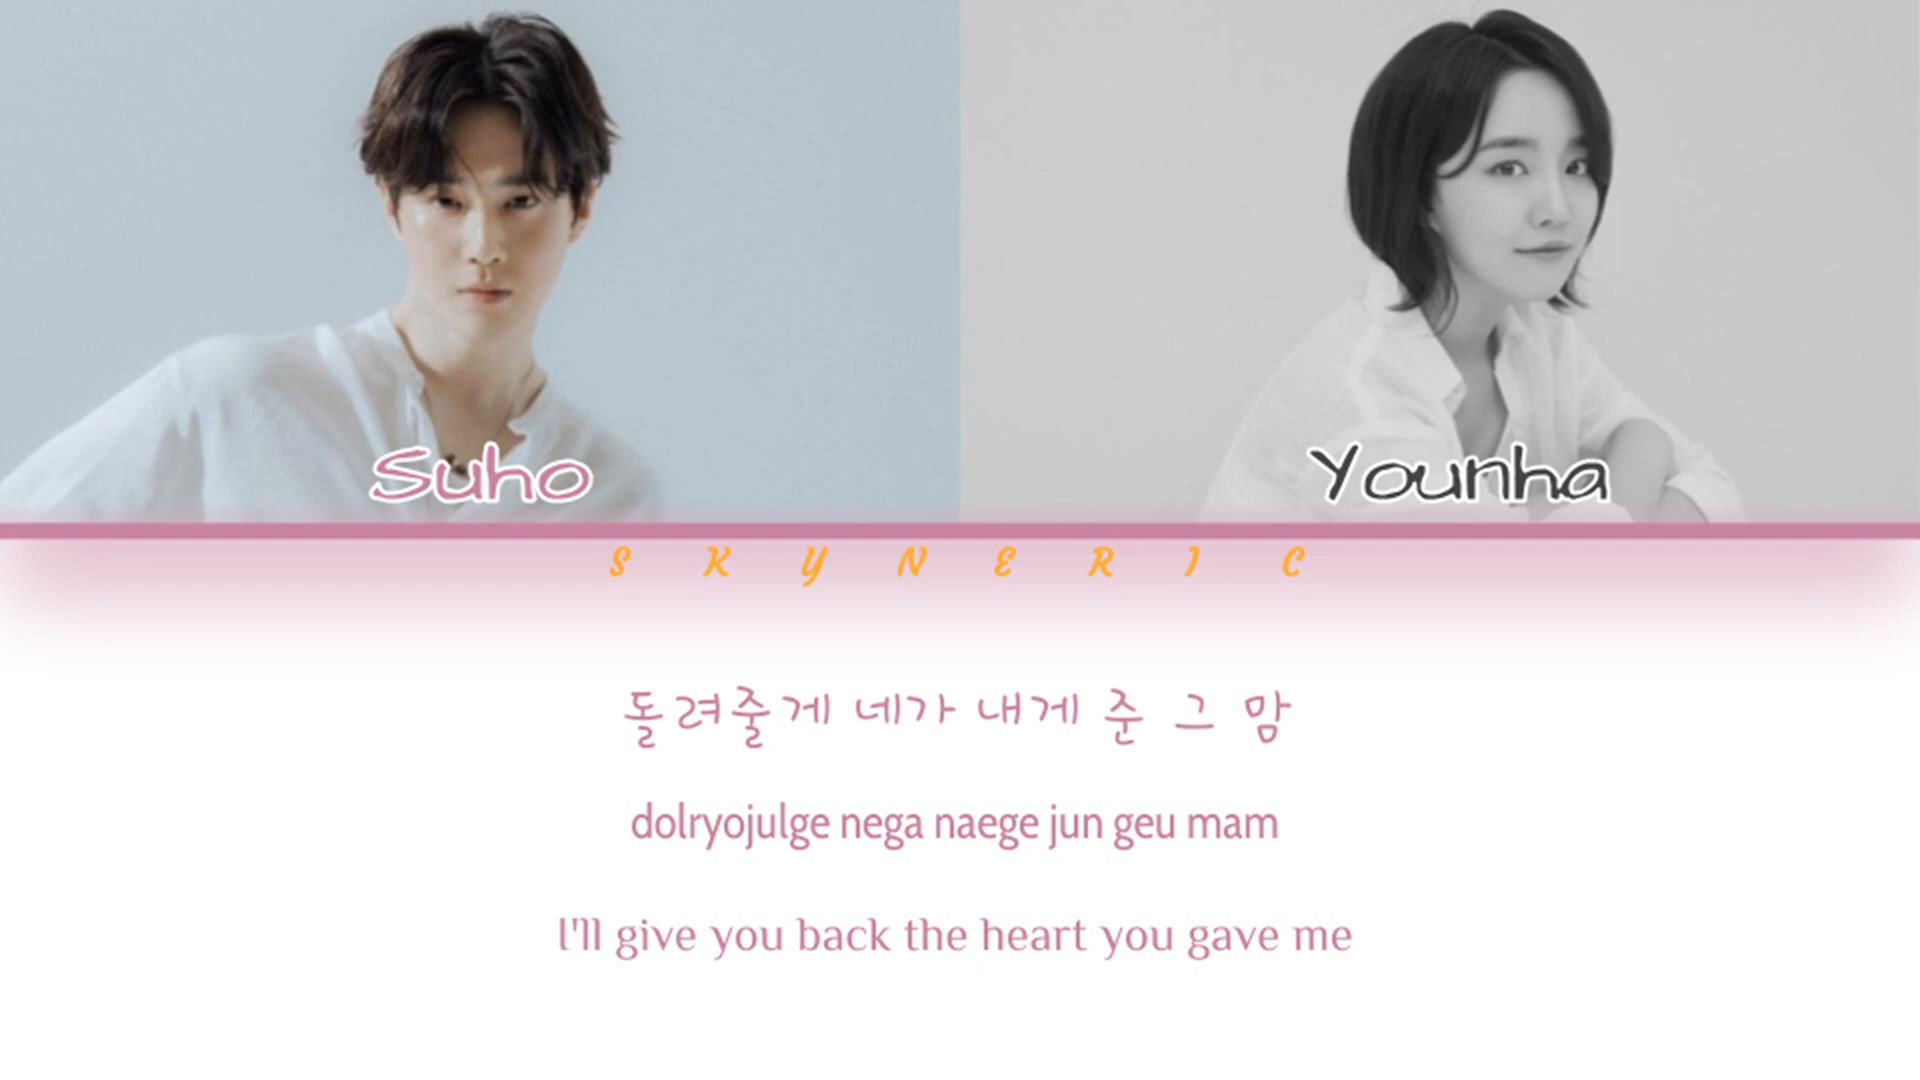 Suho
Younha
SKYNERIC
돌려줄게 네가 내게 준 그 맘
dolryojulge nega naege jun geu mam
I'll give you back the heart you gave me